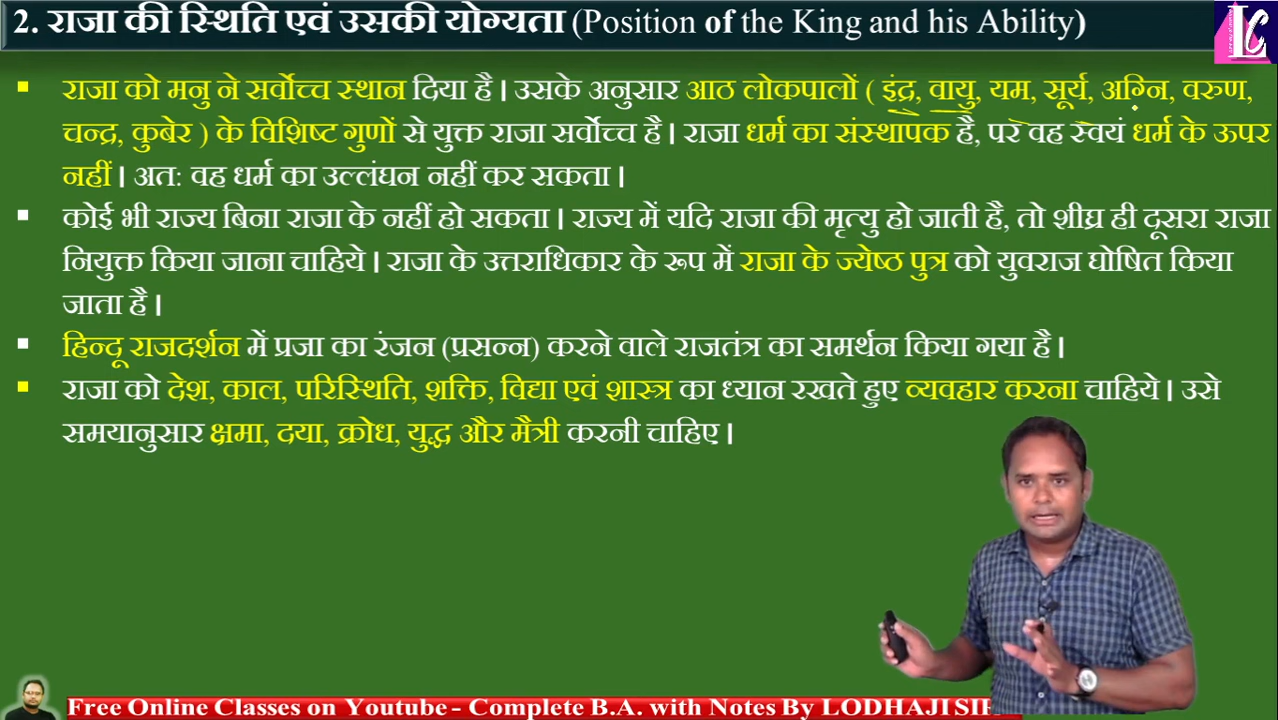 2. राजा की स्थिति एवं उसकी योग्यता (Position of the King and his Ability)
LC
राजा को मनु ने सर्वोच्च स्थान दिया है। उसके अनुसार आठ लोकपालों ( इंद्र, वायु, यम, सूर्य, अग्नि, वरुण,
चन्द्र, कुबेर ) के विशिष्ट गुणों से युक्त राजा सर्वोच्च है। राजा धर्म का संस्थापक है, पर वह स्वयं धर्म के ऊपर
नहीं। अतः वह धर्म का उल्लंघन नहीं कर सकता।
कोई भी राज्य बिना राजा के नहीं हो सकता। राज्य में यदि राजा की मृत्यु हो जाती है, तो शीघ्र ही दूसरा राजा
नियुक्त किया जाना चाहिये। राजा के उत्तराधिकार के रूप में राजा के ज्येष्ठ पुत्र को युवराज घोषित किया
जाता है।
हिन्दू राजदर्शन में प्रजा का रंजन (प्रसन्न) करने वाले राजतंत्र का समर्थन किया गया है।
राजा को देश, काल, परिस्थिति, शक्ति, विद्या एवं शास्त्र का ध्यान रखते हुए व्यवहार करना चाहिये। उसे
समयानुसार क्षमा, दया, क्रोध, युद्ध और मैत्री करनी चाहिए।
Free Online Classes on Youtube - Complete B.A. with Notes By LODHAJI SIR